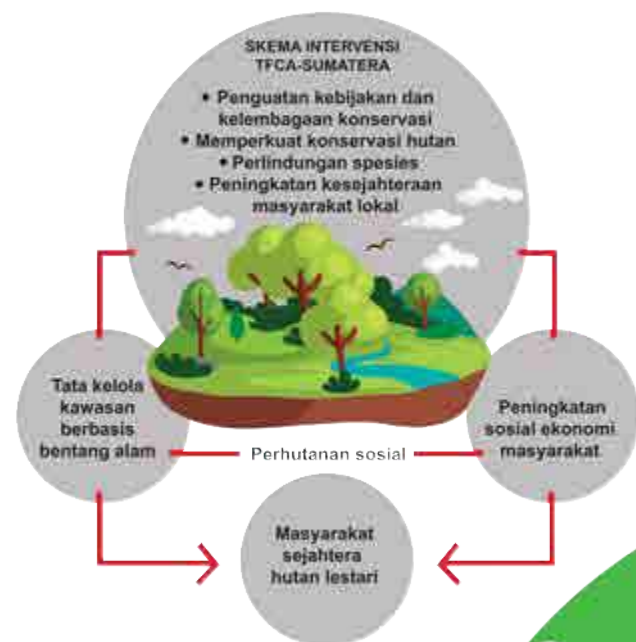 SKEMA INTERVENSI
TFCA-SUMATERA
• Penguatan kebijakan dan
kelembagaan konservasi
• Memperkuat konservasi hutan
• Perlindungan spesies
• Peningkatan kesejahteraan
masyarakat lokal
Tata kelola
kawasan
berbasis
bentang alam
Perhutanan sosial
Peningkatan
sosial ekonomi
masyarakat
Masyarakat
sejahtera
hutan lestari